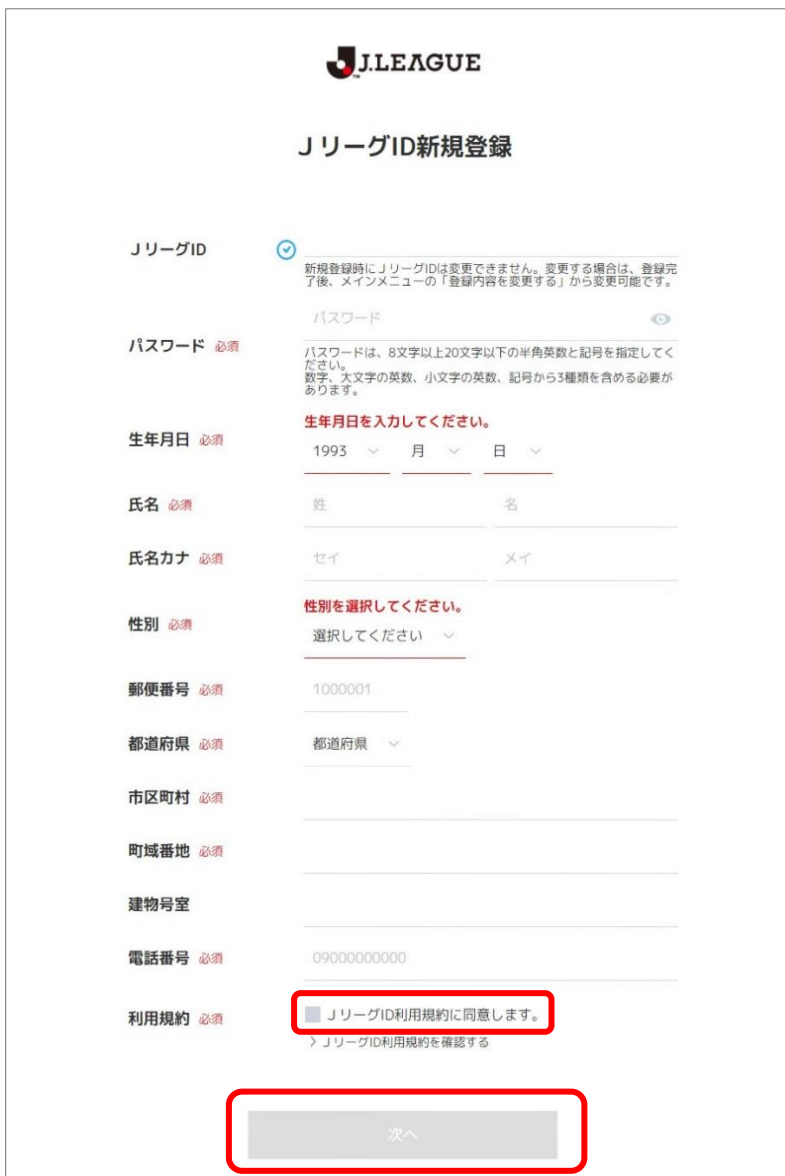 J.LEAGUE
TM
JリーグID新規登録
JリーグID
新規登録時にJリーグIDは変更できません。変更する場合は、登録完
了後、メインメニューの「登録内容を変更する」から変更可能です。
パスワード 必須
パスワード
パスワードは、8文字以上20文字以下の半角英数と記号を指定してく
ださい。
数字、大文字の英数、小文字の英数、記号から3種類を含める必要が
あります。
生年月日 必須
生年月日を入力してください。
1993 月 日
氏名 必須 姓 名
氏名カナ 必須 セイ メイ
性別 必須
性別を選択してください。
選択してください
郵便番号 必須 1000001
都道府県 必須 都道府県
市区町村 必須
町域番地 必須
建物号室
電話番号 必須 09000000000
利用規約 必須 JリーグID利用規約に同意します。
> JリーグID利用規約を確認する
次へ